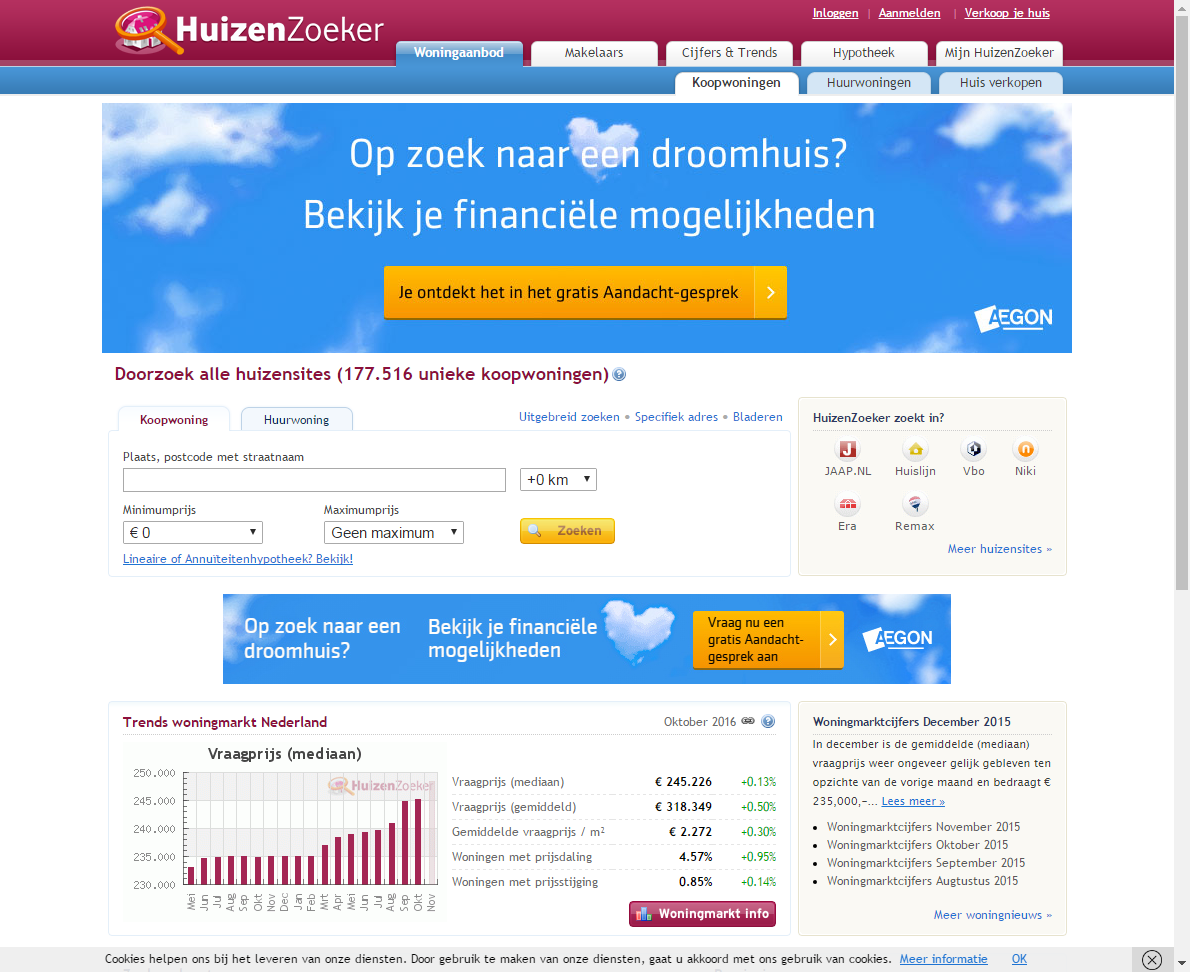 Inloggen | Aanmelden | Verkoop je huis
HuizenZoeker
Woningaanbod Makelaars Cijfers & Trends Hypotheek Mijn HuizenZoeker
Koopwoningen Huurwoningen Huis verkopen
Op zoek naar een droomhuis?
Bekijk je financiële mogelijkheden
Je ontdekt het in het gratis Aandacht-gesprek
AEGON
Doorzoek alle huizensites (177.516 unieke koopwoningen)
Koopwoning Huurwoning
Uitgebreid zoeken • Specifiek adres • Bladeren
Plaats, postcode met straatnaam
+0 km
Minimumprijs Maximumprijs
€ 0 Geen maximum Zoeken
Lineaire of Annuïteitenhypotheek? Bekijk!
HuizenZoeker zoekt in?
JAAP.NL Huislijn Vbo Niki
Era Remax
Meer huizensites »
Op zoek naar een
droomhuis?
Bekijk je financiële
mogelijkheden
Vraag nu een
gratis Aandacht-
gesprek aan
AEGON
Trends woningmarkt Nederland Oktober 2016
Vraagprijs (mediaan)
HuizenZoeker
250.000
245.000
240.000
235.000
230.000
Mei Jun Jul Aug Sep Okt Nov Dec Jan Feb Mrt Apr Mei Jun Jul Aug Sep Okt Nov
Vraagprijs (mediaan) € 245.226 +0.13%
Vraagprijs (gemiddeld) € 318.349 +0.50%
Gemiddelde vraagprijs / m² € 2.272 +0.30%
Woningen met prijsdaling 4.57% +0.95%
Woningen met prijsstijging 0.85% +0.14%
Woningmarkt info
Woningmarktcijfers December 2015
In december is de gemiddelde (mediaan)
vraagprijs weer ongeveer gelijk gebleven ten
opzichte van de vorige maand en bedraagt €
235,000,-... Lees meer »
• Woningmarktcijfers November 2015
• Woningmarktcijfers Oktober 2015
• Woningmarktcijfers September 2015
• Woningmarktcijfers Augtustus 2015
Meer woningnieuws »
Cookies helpen ons bij het leveren van onze diensten. Door gebruik te maken van onze diensten, gaat u akkoord met ons gebruik van cookies. Meer informatie OK